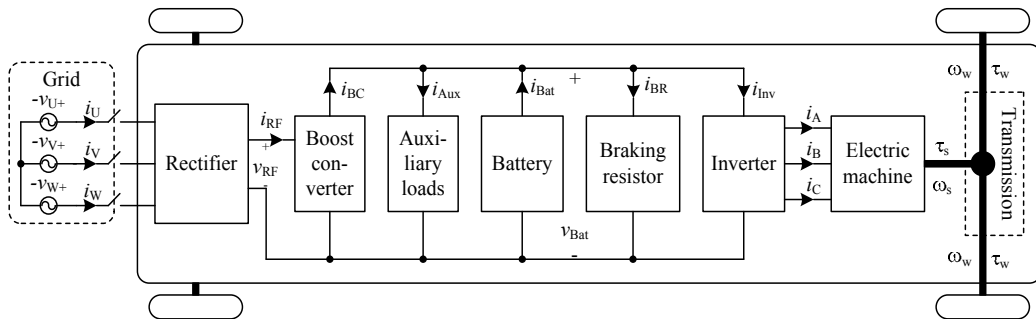 Grid
-vU+
iU
-vV+
iV
-vW+
iW
Rectifier
iRF
+
vRF
-
Boost
con-
verter
iBC
Auxi-
liary
loads
iAux
Battery
iBat
+
vBat
-
Braking
resistor
iBR
Inverter
iInv
iA
iB
iC
Electric
machine
τs
ωs
ωw τw
Transmission
ωw τw